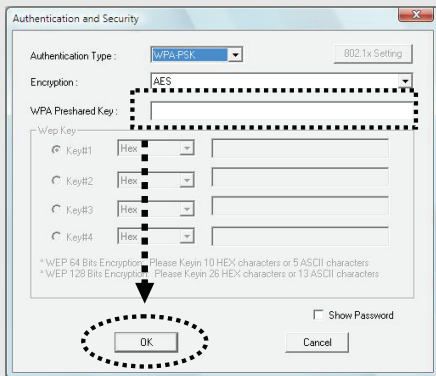 Authentication and Security
Authentication Type : WPA-PSK 802.1x Setting
Encryption : AES
WPA Preshared Key :
Wep Key
Key#1 Hex
Key#2 Hex
Key#3 Hex
Key#4 Hex
* WEP 64 Bits Encryption: Please Keyin 10 HEX characters or 5 ASCII characters
* WEP 128 Bits Encryption: Please Keyin 26 HEX characters or 13 ASCII characters
Show Password
OK Cancel